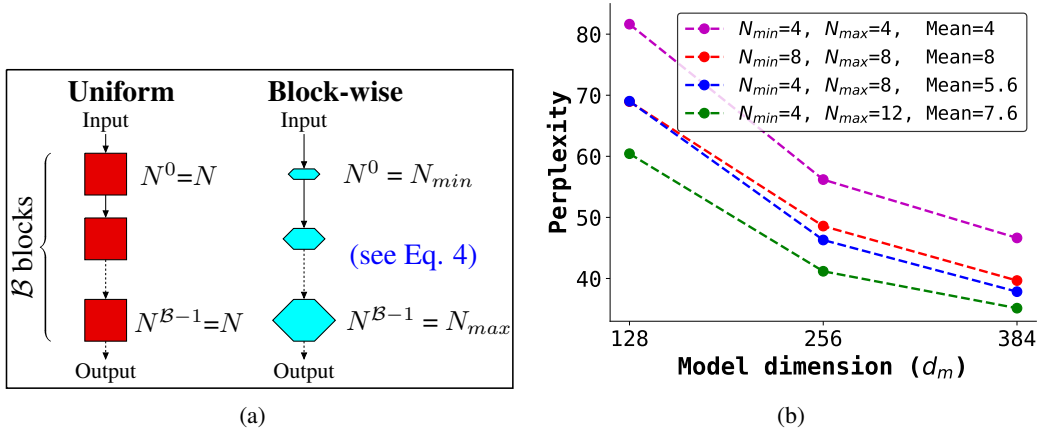 Uniform
Block-wise
Input
Input
B blocks
N^0=N
N^0 = N_min
(see Eq. 4)
N^{B−1}=N
N^{B−1} = N_max
Output
Output
(a)
Perplexity
80
70
60
50
40
N_min=4, N_max=4, Mean=4
N_min=8, N_max=8, Mean=8
N_min=4, N_max=8, Mean=5.6
N_min=4, N_max=12, Mean=7.6
128
256
384
Model dimension (d_m)
(b)